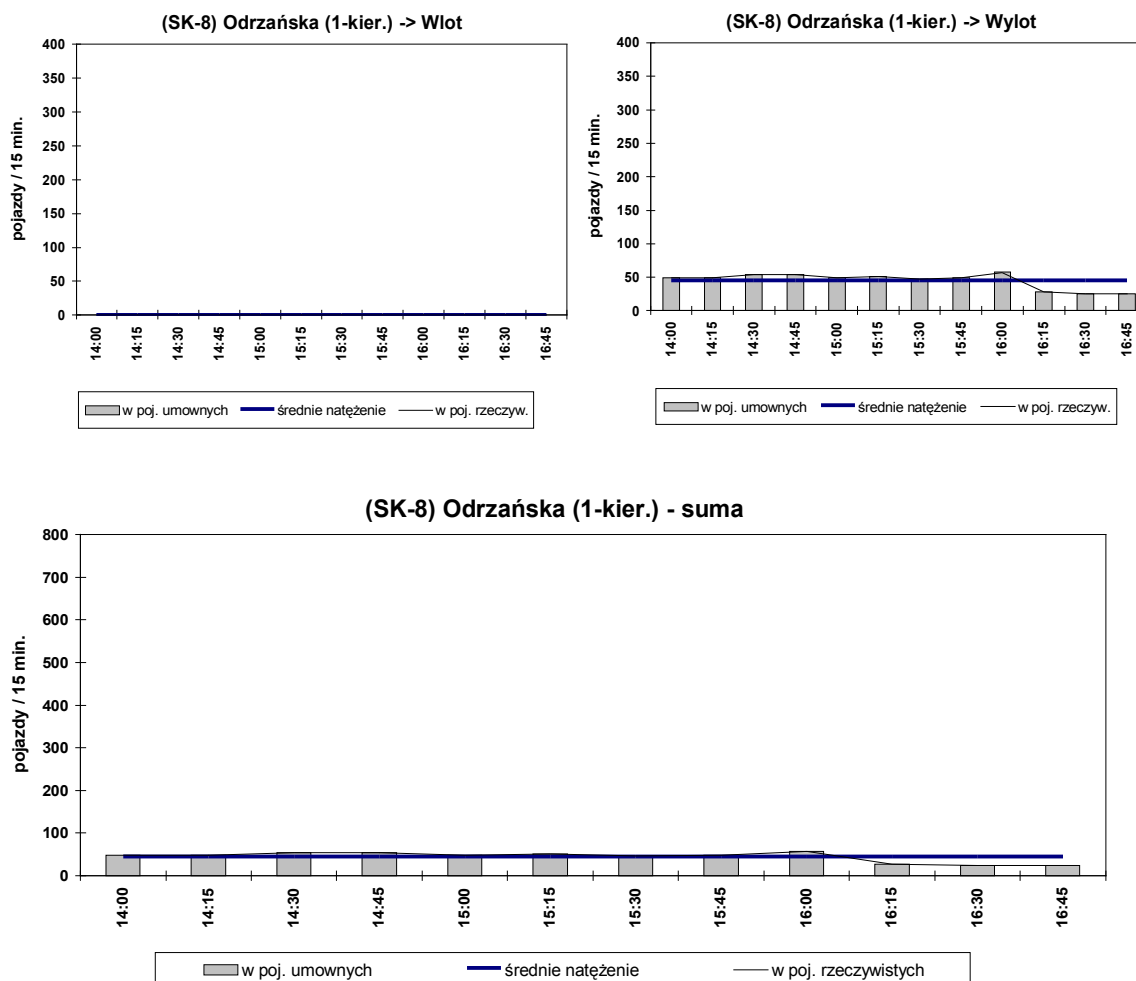 (SK-8) Odrzańska (1-kier.) -> Wlot
400
350
300
250
200
150
100
50
0
pojazdy / 15 min.
14:00 14:15 14:30 14:45 15:00 15:15 15:30 15:45 16:00 16:15 16:30 16:45
w poj. umownych średnie natężenie w poj. rzeczyw.
(SK-8) Odrzańska (1-kier.) -> Wylot
400
350
300
250
200
150
100
50
0
pojazdy / 15 min.
14:00 14:15 14:30 14:45 15:00 15:15 15:30 15:45 16:00 16:15 16:30 16:45
w poj. umownych średnie natężenie w poj. rzeczyw.
(SK-8) Odrzańska (1-kier.) - suma
800
700
600
500
400
300
200
100
0
pojazdy / 15 min.
14:00 14:15 14:30 14:45 15:00 15:15 15:30 15:45 16:00 16:15 16:30 16:45
w poj. umownych średnie natężenie w poj. rzeczywistych